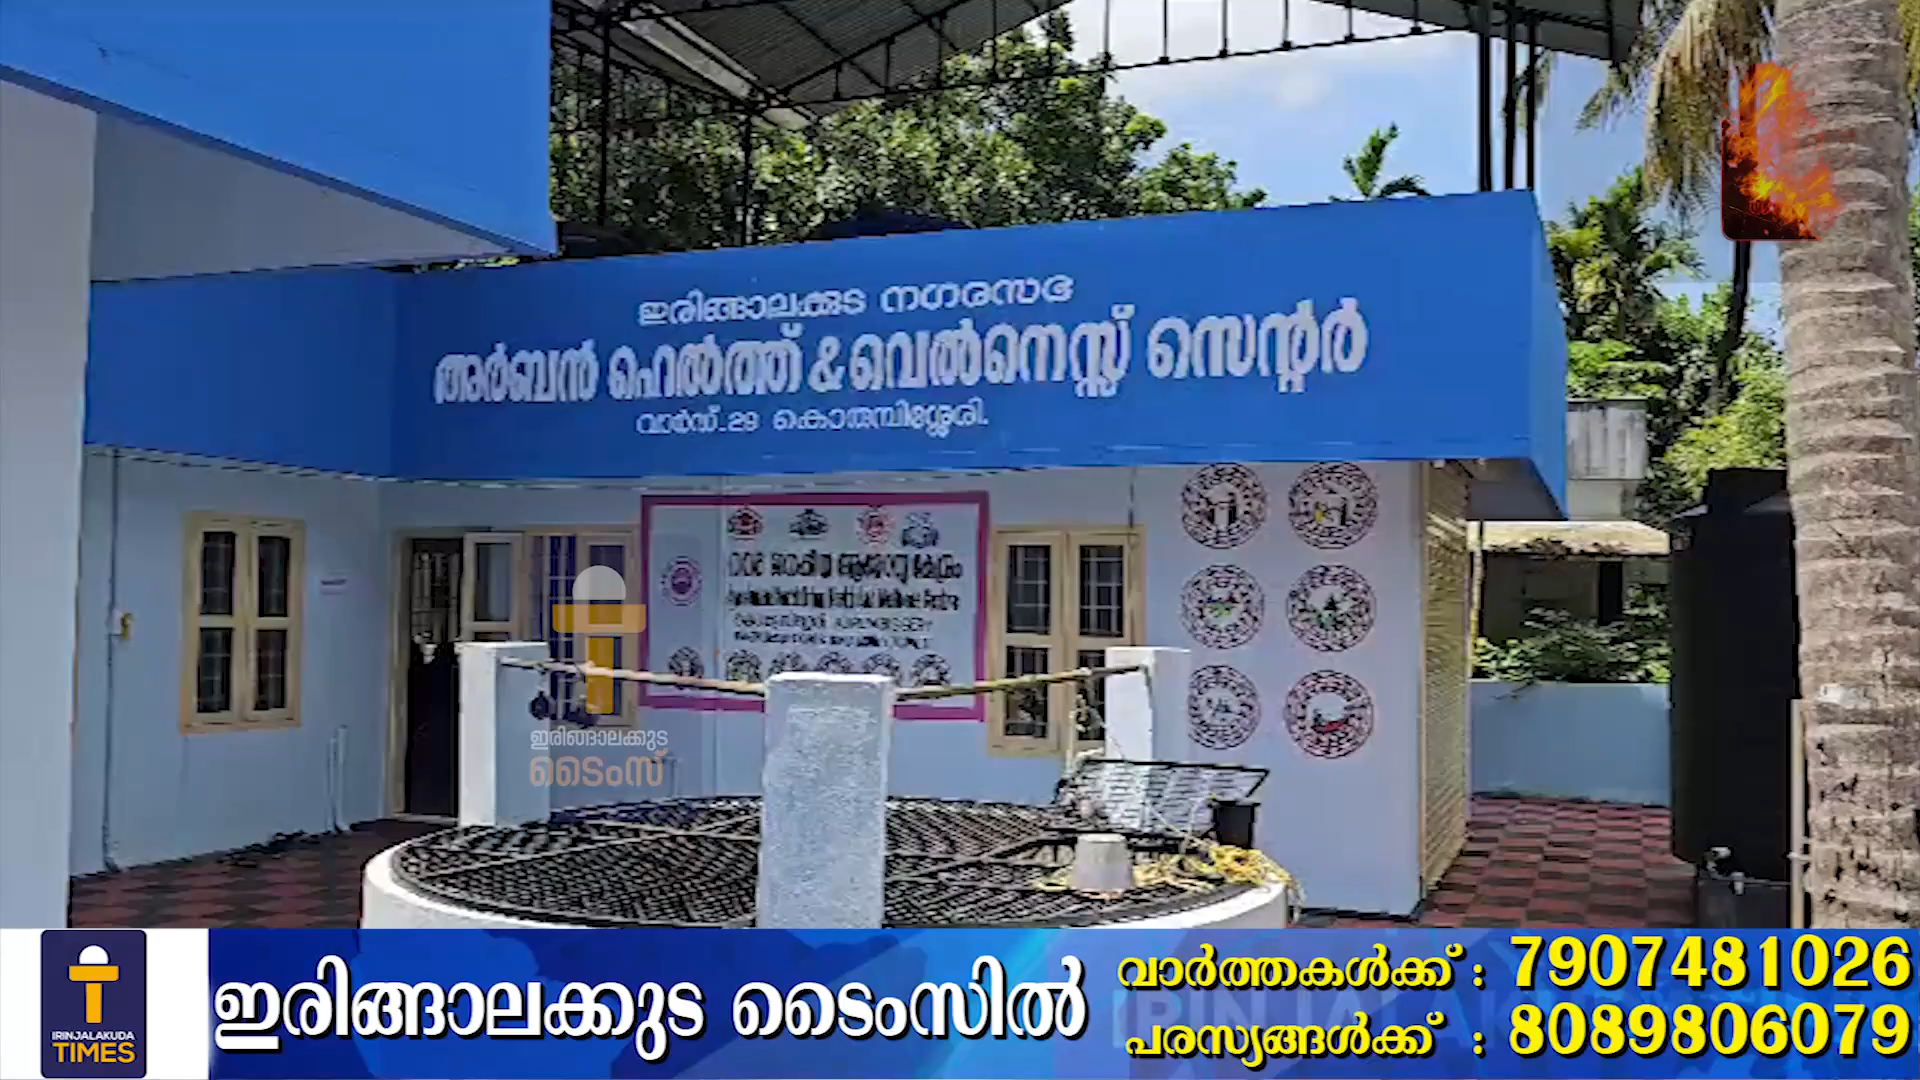 ഇരിങ്ങാലക്കുട നഗരസഭ
അർബൻ ഹെൽത്ത് & വെൽനെസ്സ് സെന്റർ
വാർഡ്.29 കൊരുമ്പിശ്ശേരി.
ഇരിങ്ങാലക്കുട
ടൈംസ്
IRINJALAKUDA
TIMES
ഇരിങ്ങാലക്കുട ടൈംസിൽ
വാർത്തകൾക്ക് : 7907481026
പരസ്യങ്ങൾക്ക് : 8089806079